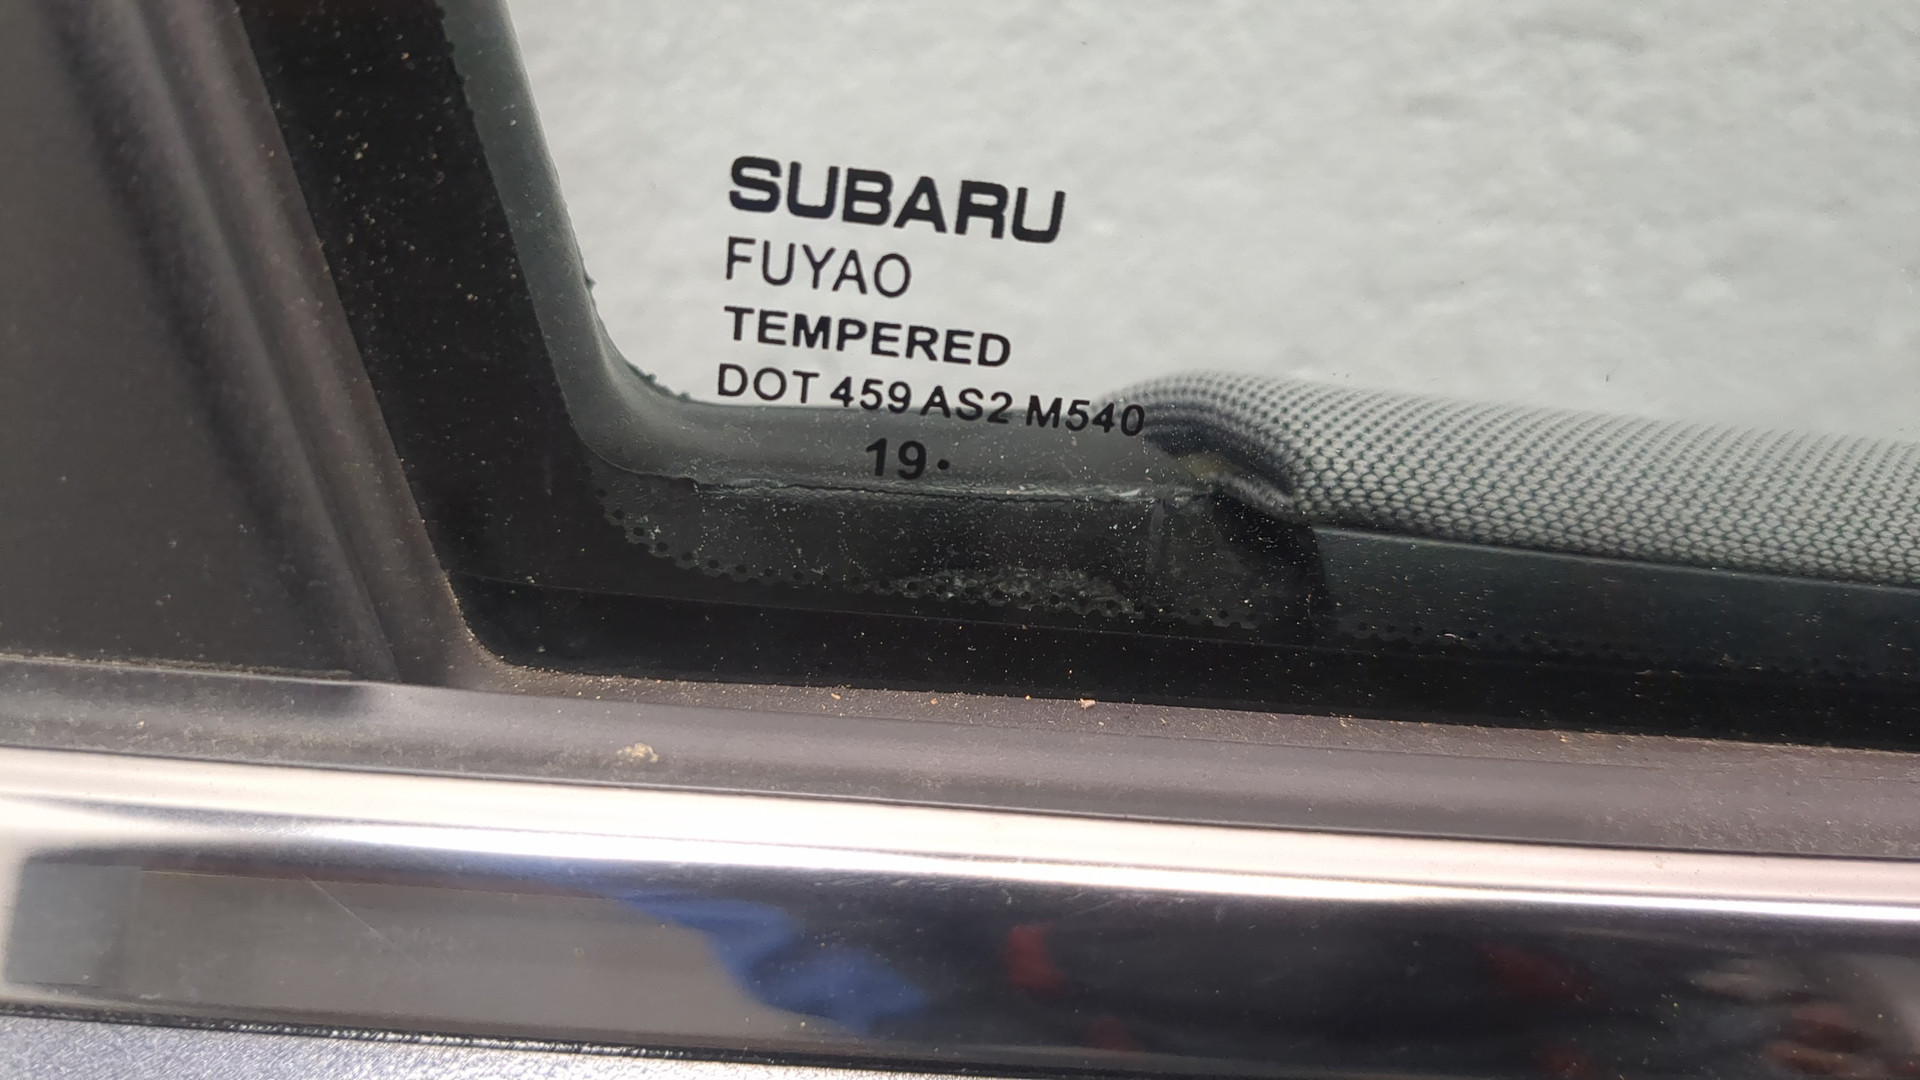 SUBARU
FUYAO
TEMPERED
DOT 459 AS2 M540
19·